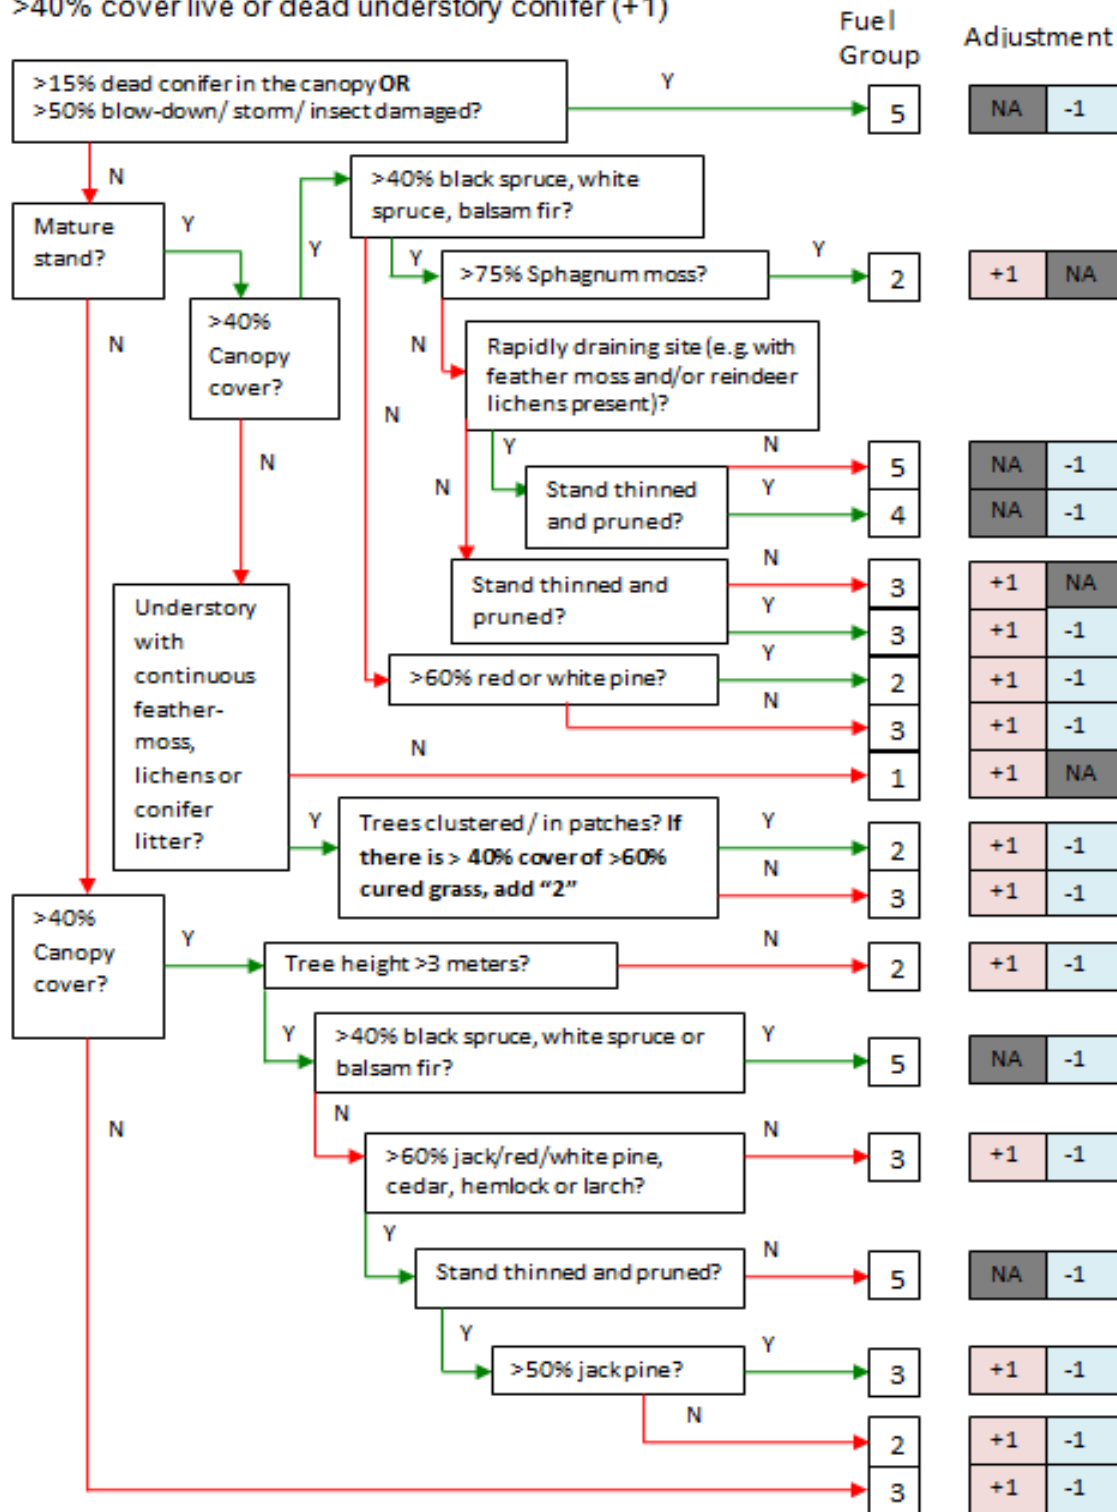 >40% cover live or dead understory conifer (+1)
Fuel
Group
Adjustment
>15% dead conifer in the canopy OR
>50% blow-down/ storm/ insect damaged?
Y
5
NA
-1
N
Mature
stand?
Y
>40%
Canopy
cover?
Y
>40% black spruce, white
spruce, balsam fir?
Y
>75% Sphagnum moss?
Y
2
+1
NA
N
N
Rapidly draining site (e.g. with
feather moss and/or reindeer
lichens present)?
N
N
Y
N
Stand thinned
and pruned?
N
5
NA
-1
Y
4
NA
-1
Stand thinned and
pruned?
N
3
+1
NA
Y
3
+1
-1
>60% red or white pine?
Y
2
+1
-1
N
3
+1
-1
Understory
with
continuous
feather-
moss,
lichens or
conifer
litter?
N
1
+1
NA
Y
Trees clustered / in patches? If
there is > 40% cover of >60%
cured grass, add “2”
Y
2
+1
-1
N
3
+1
-1
>40%
Canopy
cover?
Y
Tree height >3 meters?
N
2
+1
-1
Y
>40% black spruce, white spruce or
balsam fir?
Y
5
NA
-1
N
N
>60% jack/red/white pine,
cedar, hemlock or larch?
N
3
+1
-1
Y
Stand thinned and pruned?
N
5
NA
-1
Y
>50% jack pine?
Y
3
+1
-1
N
2
+1
-1
3
+1
-1